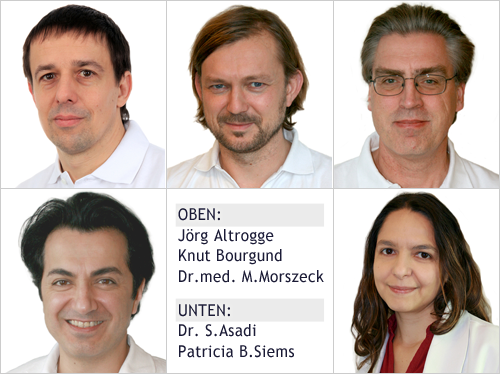 OBEN:
Jörg Altrogge
Knut Bourgund
Dr.med. M.Morszeck
UNTEN:
Dr. S.Asadi
Patricia B.Siems